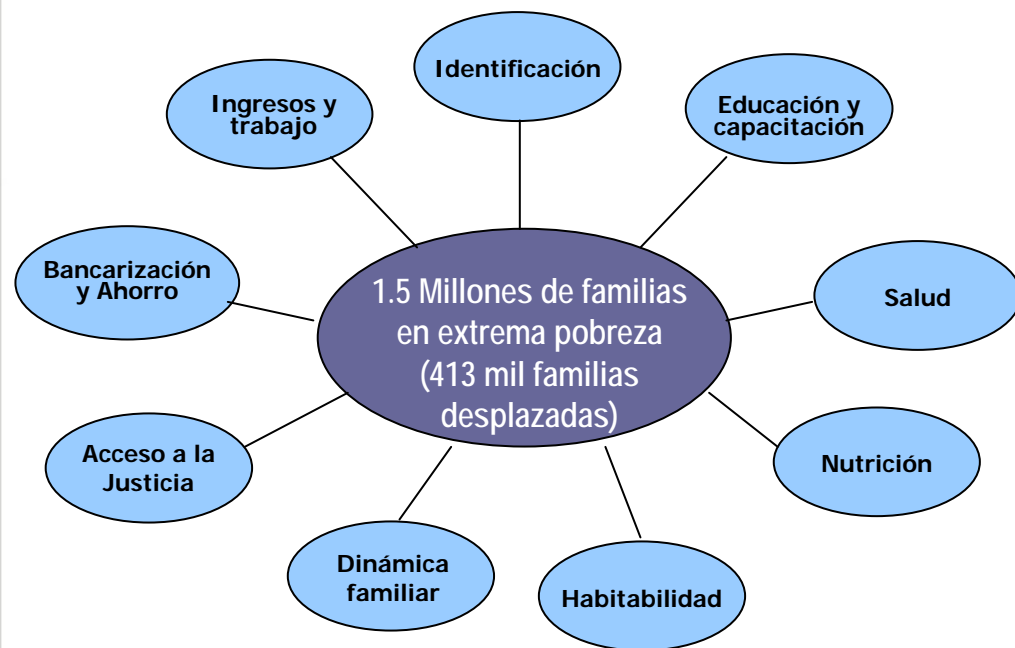 Identificación
Ingresos y
trabajo
Educación y
capacitación
Bancarización
y Ahorro
1.5 Millones de familias
en extrema pobreza
(413 mil familias
desplazadas)
Salud
Acceso a la
Justicia
Nutrición
Dinámica
familiar
Habitabilidad